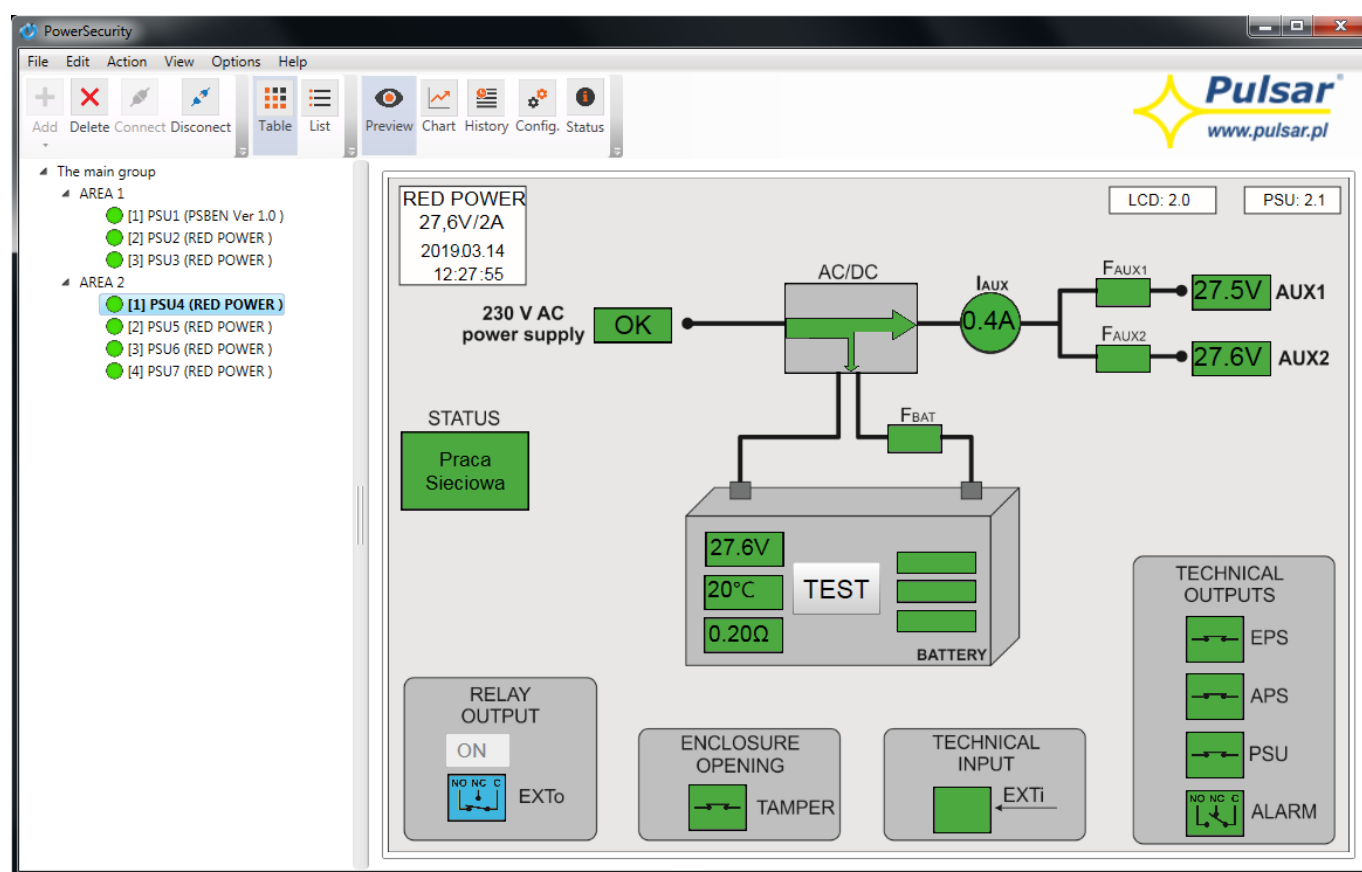 PowerSecurity
File Edit Action View Options Help
Add Delete Connect Disconect Table List Preview Chart History Config. Status
Pulsar
www.pulsar.pl
The main group
AREA 1
[1] PSU1 (PSBEN Ver 1.0 )
[2] PSU2 (RED POWER )
[3] PSU3 (RED POWER )
AREA 2
[1] PSU4 (RED POWER )
[2] PSU5 (RED POWER )
[3] PSU6 (RED POWER )
[4] PSU7 (RED POWER )
RED POWER
27,6V/2A
2019.03.14
12:27:55
LCD: 2.0
PSU: 2.1
230 V AC
power supply
OK
AC/DC
IAUX
0.4A
FAUX1
27.5V AUX1
FAUX2
27.6V AUX2
STATUS
Praca
Sieciowa
FBAT
27.6V
20°C
0.20Ω
TEST
BATTERY
RELAY
OUTPUT
ON
NO NC C
EXTo
ENCLOSURE
OPENING
TAMPER
TECHNICAL
INPUT
EXTi
TECHNICAL
OUTPUTS
EPS
APS
PSU
NO NC C
ALARM